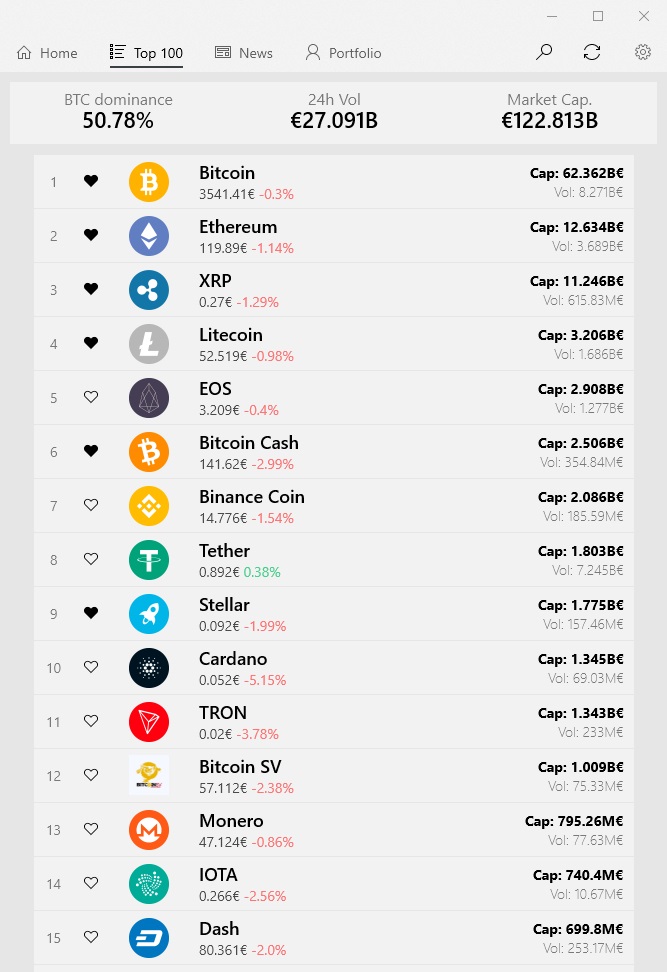 Home Top 100 News Portfolio
BTC dominance 24h Vol Market Cap.
50.78% €27.091B €122.813B
1 Bitcoin Cap: 62.362B€
3541.41€ -0.3% Vol: 8.271B€
2 Ethereum Cap: 12.634B€
119.89€ -1.14% Vol: 3.689B€
3 XRP Cap: 11.246B€
0.27€ -1.29% Vol: 615.83M€
4 Litecoin Cap: 3.206B€
52.519€ -0.98% Vol: 1.686B€
5 EOS Cap: 2.908B€
3.209€ -0.4% Vol: 1.277B€
6 Bitcoin Cash Cap: 2.506B€
141.62€ -2.99% Vol: 354.84M€
7 Binance Coin Cap: 2.086B€
14.776€ -1.54% Vol: 185.59M€
8 Tether Cap: 1.803B€
0.892€ 0.38% Vol: 7.245B€
9 Stellar Cap: 1.775B€
0.092€ -1.99% Vol: 157.46M€
10 Cardano Cap: 1.345B€
0.052€ -5.15% Vol: 69.03M€
11 TRON Cap: 1.343B€
0.02€ -3.78% Vol: 233M€
12 Bitcoin SV Cap: 1.009B€
57.112€ -2.38% Vol: 75.33M€
13 Monero Cap: 795.26M€
47.124€ -0.86% Vol: 77.63M€
14 IOTA Cap: 740.4M€
0.266€ -2.56% Vol: 10.67M€
15 Dash Cap: 699.8M€
80.361€ -2.0% Vol: 253.17M€